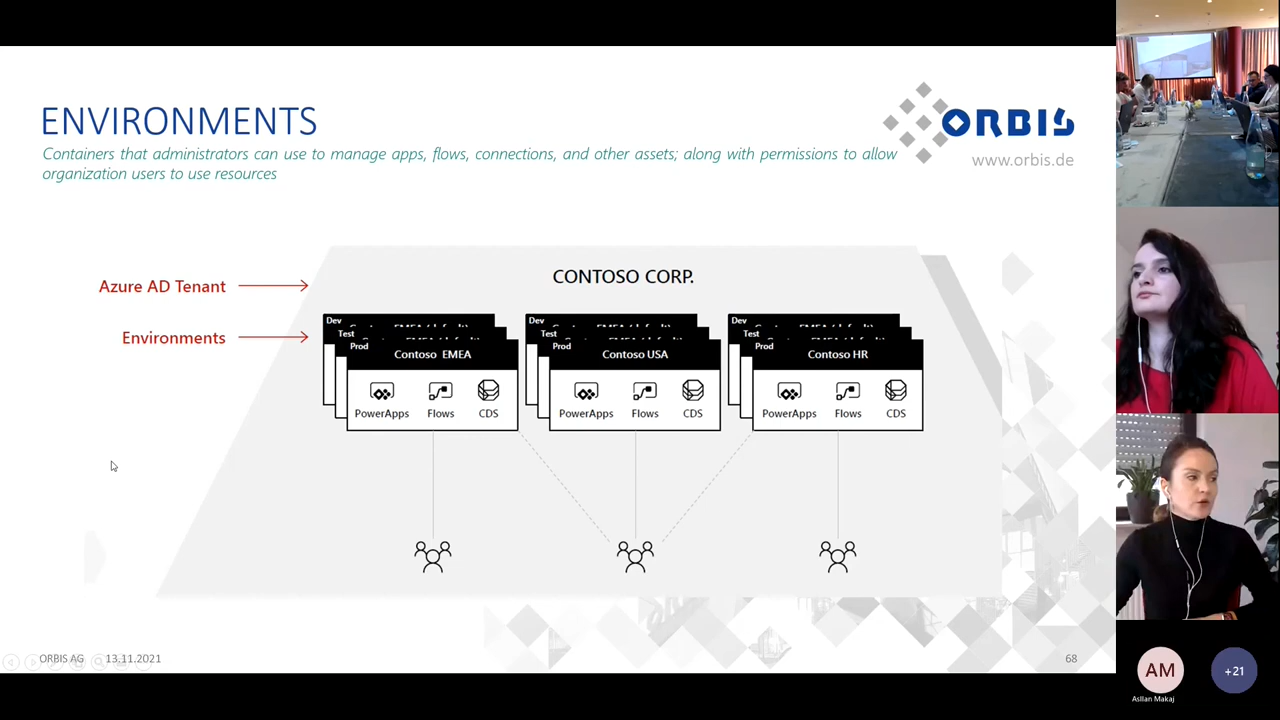 ENVIRONMENTS
Containers that administrators can use to manage apps, flows, connections, and other assets; along with permissions to allow
organization users to use resources
ORBIS
www.orbis.de
CONTOSO CORP.
Azure AD Tenant
Environments
Dev
Test
Prod
Contoso EMEA
PowerApps
Flows
CDS
Dev
Test
Prod
Contoso USA
PowerApps
Flows
CDS
Dev
Test
Prod
Contoso HR
PowerApps
Flows
CDS
ORBIS AG
13.11.2021
68
AM
Asllan Makaj
+21